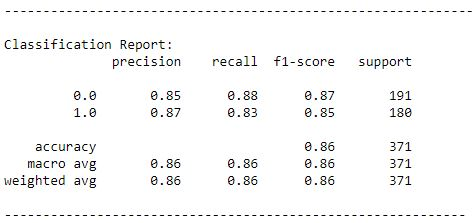 Classification Report:
precision recall f1-score support
0.0 0.85 0.88 0.87 191
1.0 0.87 0.83 0.85 180
accuracy 0.86 371
macro avg 0.86 0.86 0.86 371
weighted avg 0.86 0.86 0.86 371